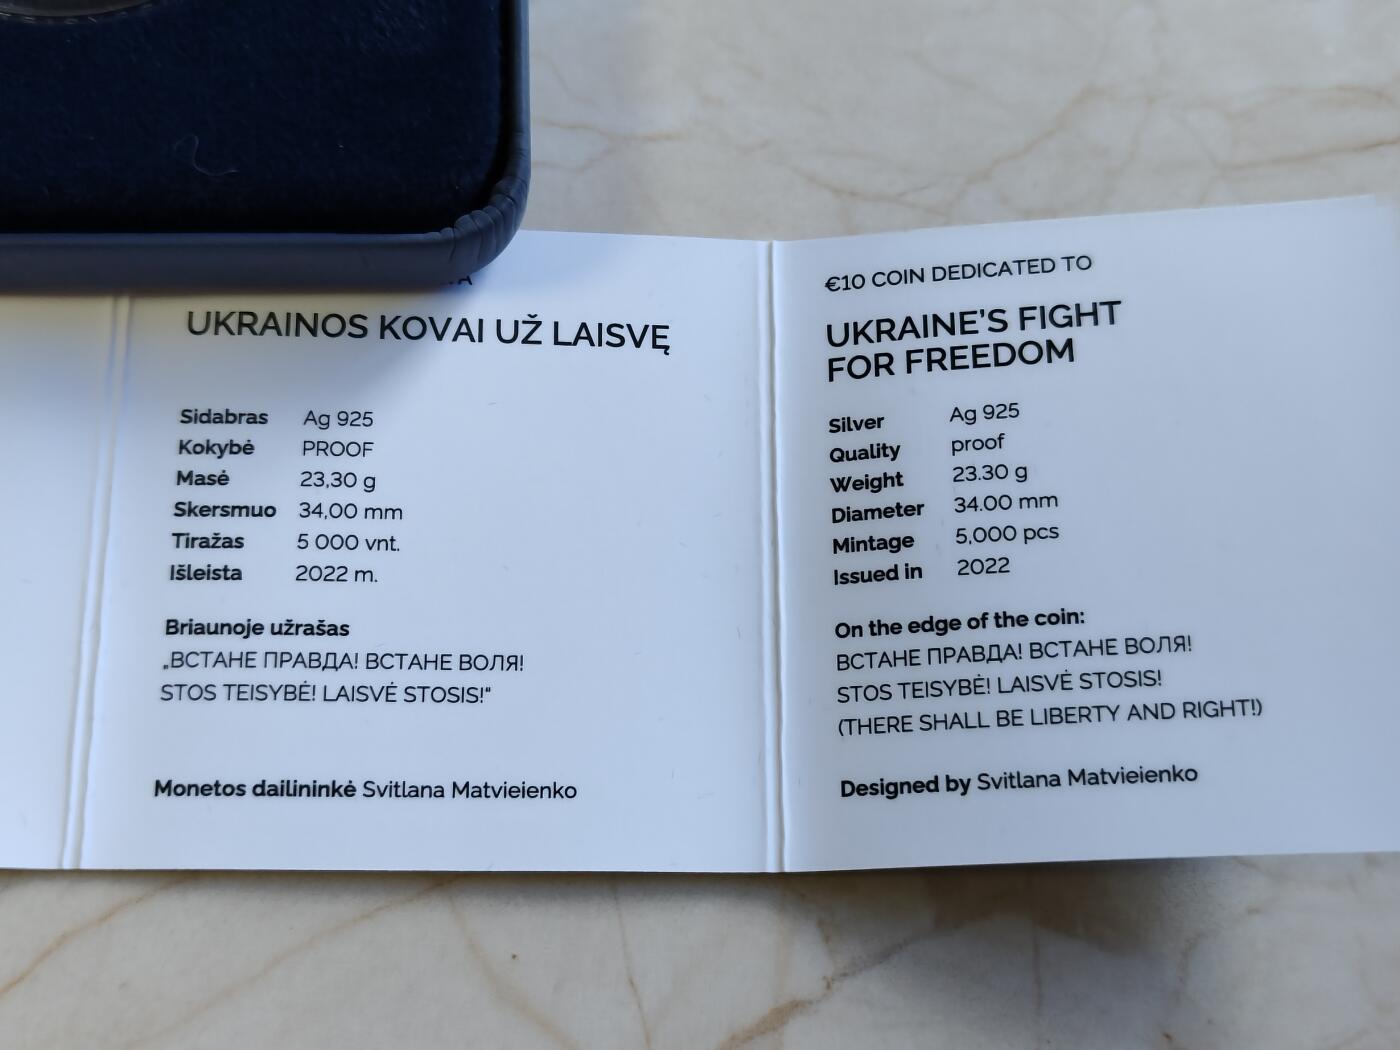 UKRAINOS KOVAI UŽ LAISVĘ
Sidabras Ag 925
Kokybė PROOF
Masė 23,30 g
Skersmuo 34,00 mm
Tiražas 5 000 vnt.
Išleista 2022 m.
Briaunoje užrašas
„ВСТАНЕ ПРАВДА! ВСТАНЕ ВОЛЯ!
STOS TEISYBĖ! LAISVĖ STOSIS!“
Monetos dailininkė Svitlana Matvieienko
€10 COIN DEDICATED TO
UKRAINE’S FIGHT
FOR FREEDOM
Silver Ag 925
Quality proof
Weight 23.30 g
Diameter 34.00 mm
Mintage 5,000 pcs
Issued in 2022
On the edge of the coin:
ВСТАНЕ ПРАВДА! ВСТАНЕ ВОЛЯ!
STOS TEISYBĖ! LAISVĖ STOSIS!
(THERE SHALL BE LIBERTY AND RIGHT!)
Designed by Svitlana Matvieienko